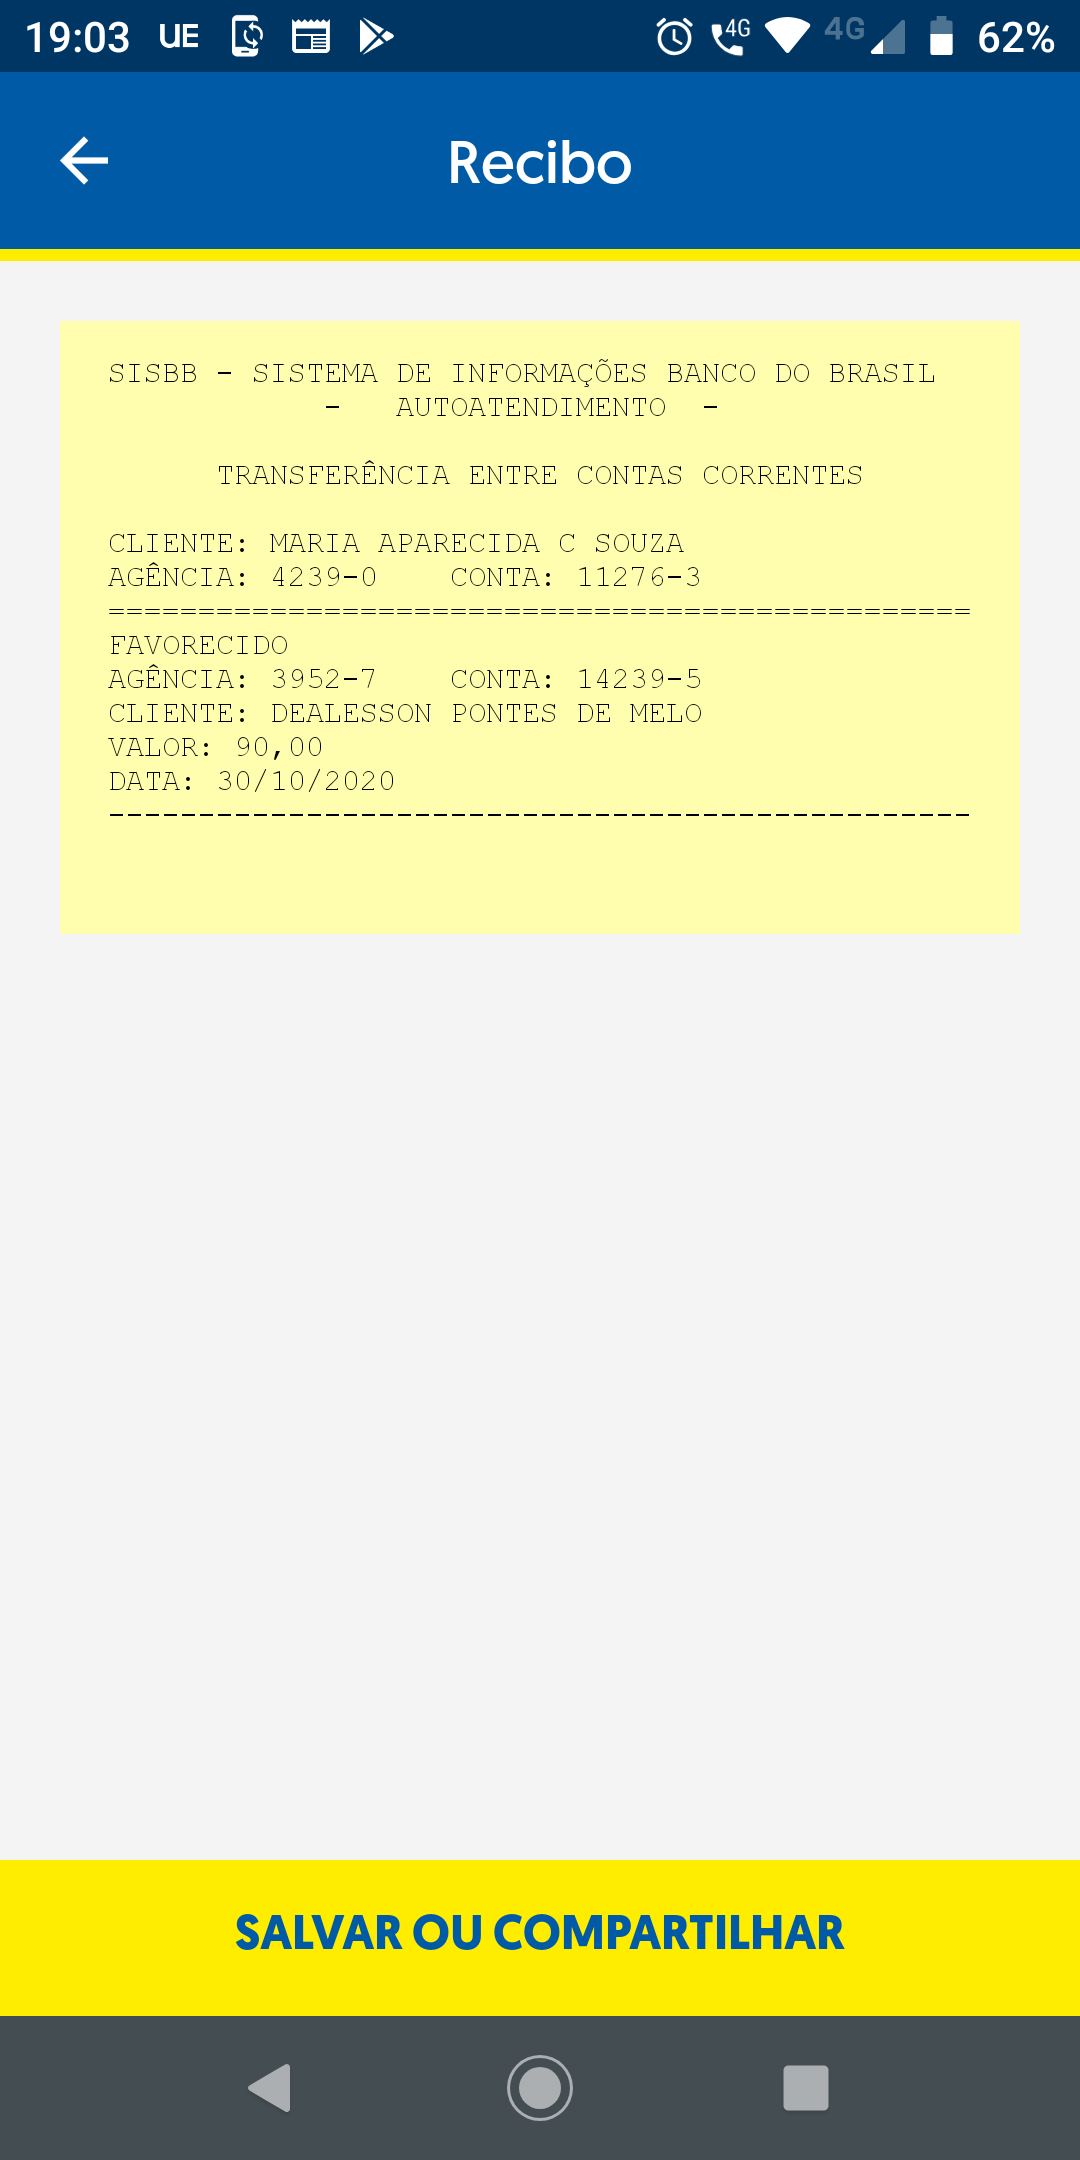 19:03 UE 4G 4G 62%
Recibo
SISBB - SISTEMA DE INFORMAÇÕES BANCO DO BRASIL
- AUTOATENDIMENTO -
TRANSFERÊNCIA ENTRE CONTAS CORRENTES
CLIENTE: MARIA APARECIDA C SOUZA
AGÊNCIA: 4239-0 CONTA: 11276-3
================================================
FAVORECIDO
AGÊNCIA: 3952-7 CONTA: 14239-5
CLIENTE: DEALESSON PONTES DE MELO
VALOR: 90,00
DATA: 30/10/2020
------------------------------------------------
SALVAR OU COMPARTILHAR